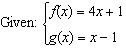 Given: { f(x) = 4x + 1
g(x) = x − 1